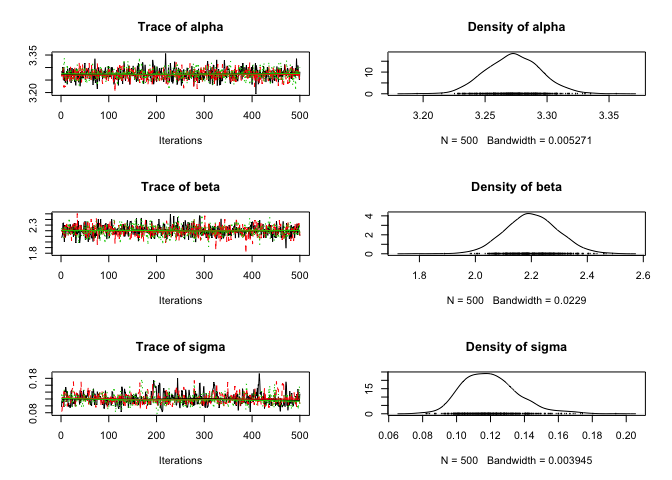 Trace of alpha
3.20 3.35
0 100 200 300 400 500
Iterations
Density of alpha
0 10
3.20 3.25 3.30 3.35
N = 500 Bandwidth = 0.005271
Trace of beta
1.8 2.3
0 100 200 300 400 500
Iterations
Density of beta
0 2 4
1.8 2.0 2.2 2.4 2.6
N = 500 Bandwidth = 0.0229
Trace of sigma
0.08 0.18
0 100 200 300 400 500
Iterations
Density of sigma
0 15
0.06 0.08 0.10 0.12 0.14 0.16 0.18 0.20
N = 500 Bandwidth = 0.003945